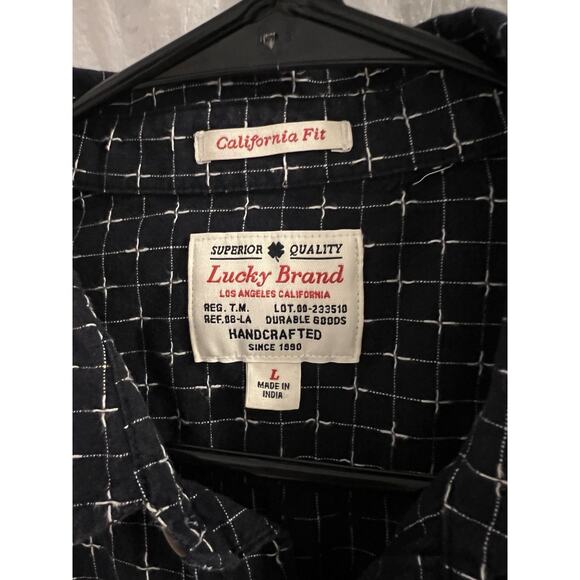 California Fit
SUPERIOR QUALITY
Lucky Brand
LOS ANGELES CALIFORNIA
REG. T.M. LOT.00-233510
REF.98-LA DURABLE GOODS
HANDCRAFTED
SINCE 1990
L
MADE IN
INDIA